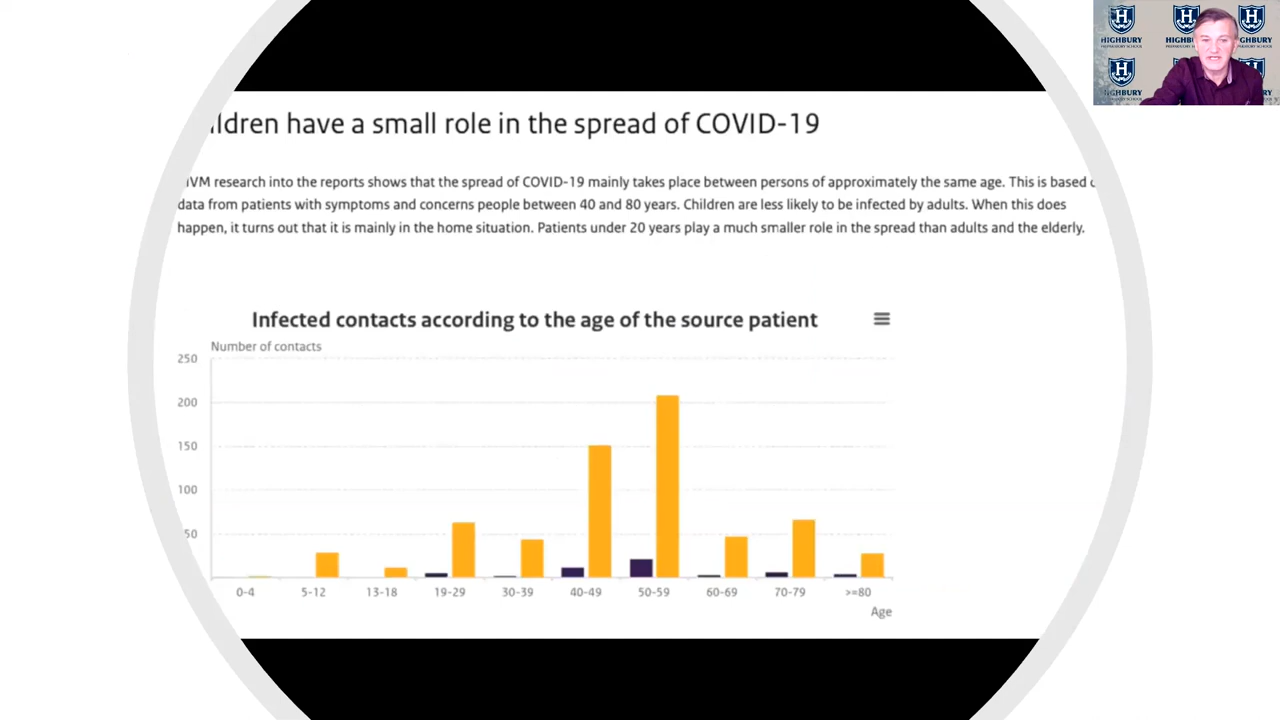 HIGHBURY
PREPARATORY SCHOOL
HIGHBURY
ldren have a small role in the spread of COVID-19
IVM research into the reports shows that the spread of COVID-19 mainly takes place between persons of approximately the same age. This is based
data from patients with symptoms and concerns people between 40 and 80 years. Children are less likely to be infected by adults. When this does
happen, it turns out that it is mainly in the home situation. Patients under 20 years play a much smaller role in the spread than adults and the elderly.
Infected contacts according to the age of the source patient
Number of contacts
250
200
150
100
50
0-4 5-12 13-18 19-29 30-39 40-49 50-59 60-69 70-79 >=80
Age